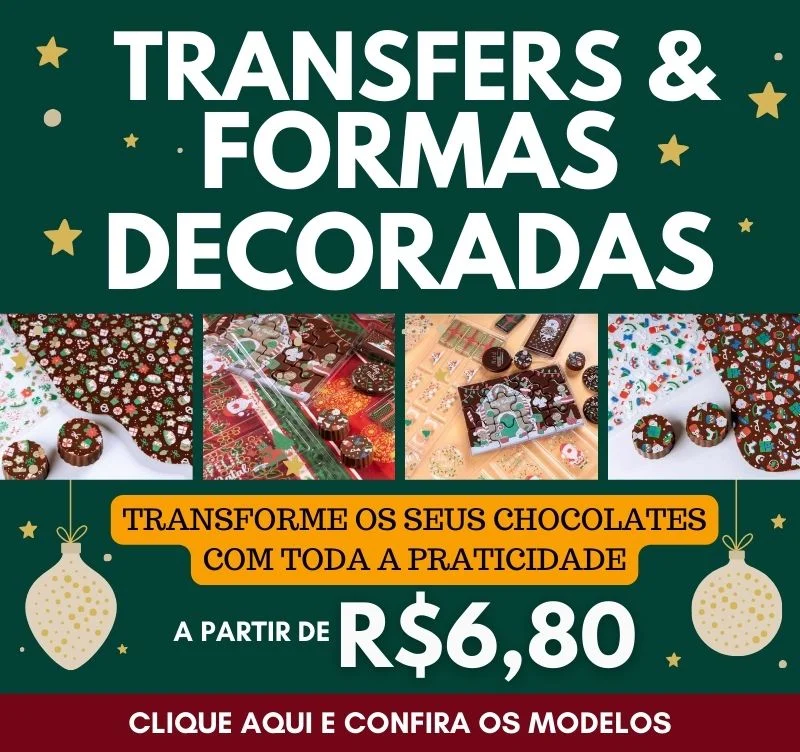 TRANSFERS &
FORMAS
DECORADAS
TRANSFORME OS SEUS CHOCOLATES
COM TODA A PRATICIDADE
A PARTIR DE R$6,80
CLIQUE AQUI E CONFIRA OS MODELOS